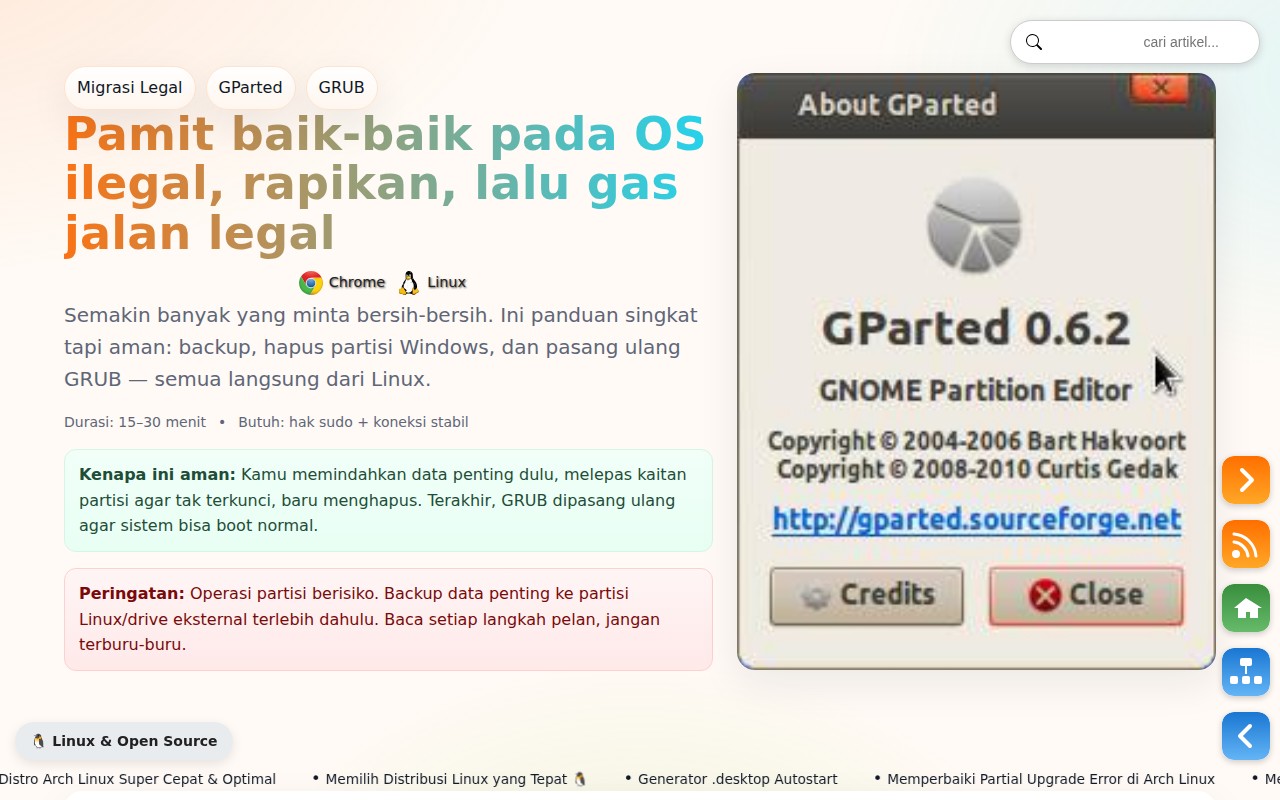 cari artikel...
Migrasi Legal
GParted
GRUB
Pamit baik-baik pada OS
ilegal, rapikan, lalu gas
jalan legal
Chrome
Linux
Semakin banyak yang minta bersih-bersih. Ini panduan singkat
tapi aman: backup, hapus partisi Windows, dan pasang ulang
GRUB — semua langsung dari Linux.
Durasi: 15–30 menit • Butuh: hak sudo + koneksi stabil
Kenapa ini aman: Kamu memindahkan data penting dulu, melepas kaitan
partisi agar tak terkunci, baru menghapus. Terakhir, GRUB dipasang ulang
agar sistem bisa boot normal.
Peringatan: Operasi partisi berisiko. Backup data penting ke partisi
Linux/drive eksternal terlebih dahulu. Baca setiap langkah pelan, jangan
terburu-buru.
About GParted
GParted 0.6.2
GNOME Partition Editor
Copyright © 2004-2006 Bart Hakvoort
Copyright © 2008-2010 Curtis Gedak
http://gparted.sourceforge.net
Credits
Close
🐧 Linux & Open Source
Distro Arch Linux Super Cepat & Optimal • Memilih Distribusi Linux yang Tepat 🐧 • Generator .desktop Autostart • Memperbaiki Partial Upgrade Error di Arch Linux •